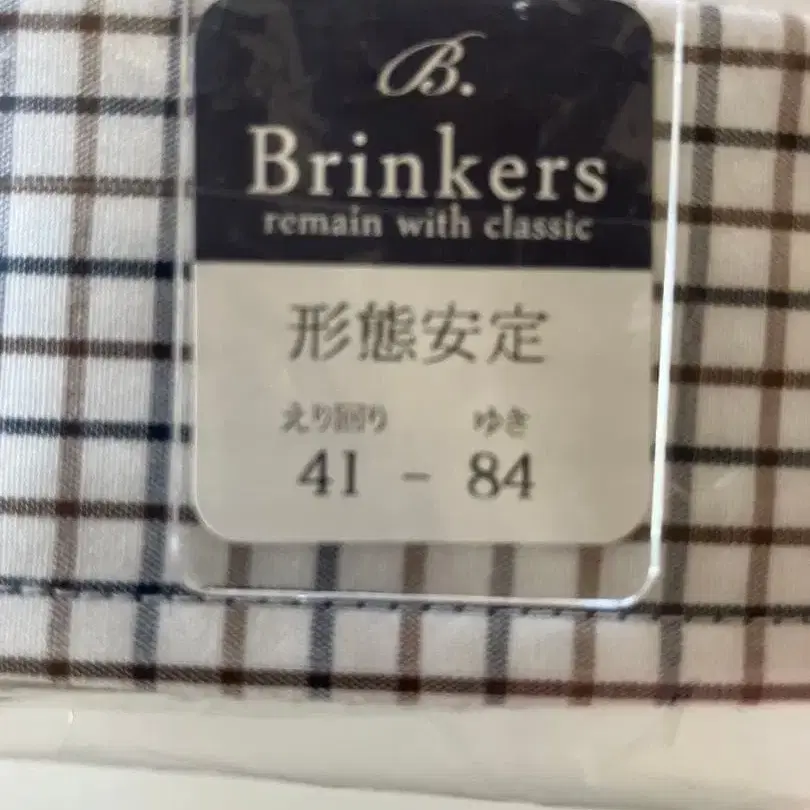 B.
Brinkers
remain with classic
形態安定
えり回り ゆき
41 - 84